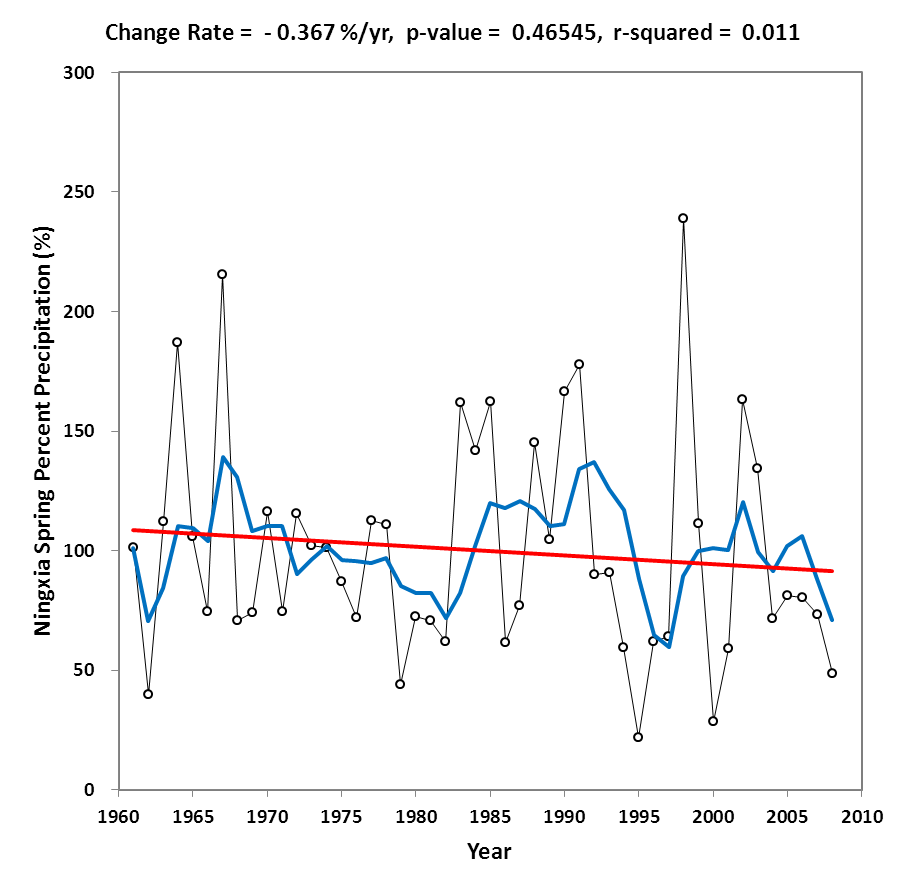 Change Rate = - 0.367 %/yr, p-value = 0.46545, r-squared = 0.011
300
250
200
150
100
50
0
Ningxia Spring Percent Precipitation (%)
1960 1965 1970 1975 1980 1985 1990 1995 2000 2005 2010
Year